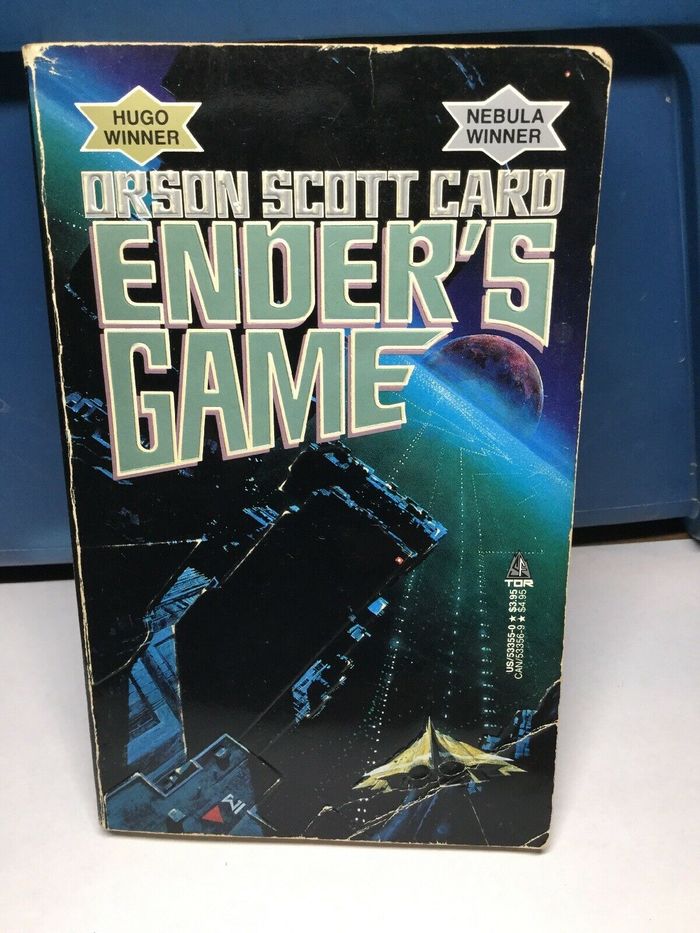 HUGO
WINNER
NEBULA
WINNER
ORSON SCOTT CARD
ENDER'S
GAME
TOR
US/53355-0 ★ $3.95
CAN/53356-9 ★ $4.95